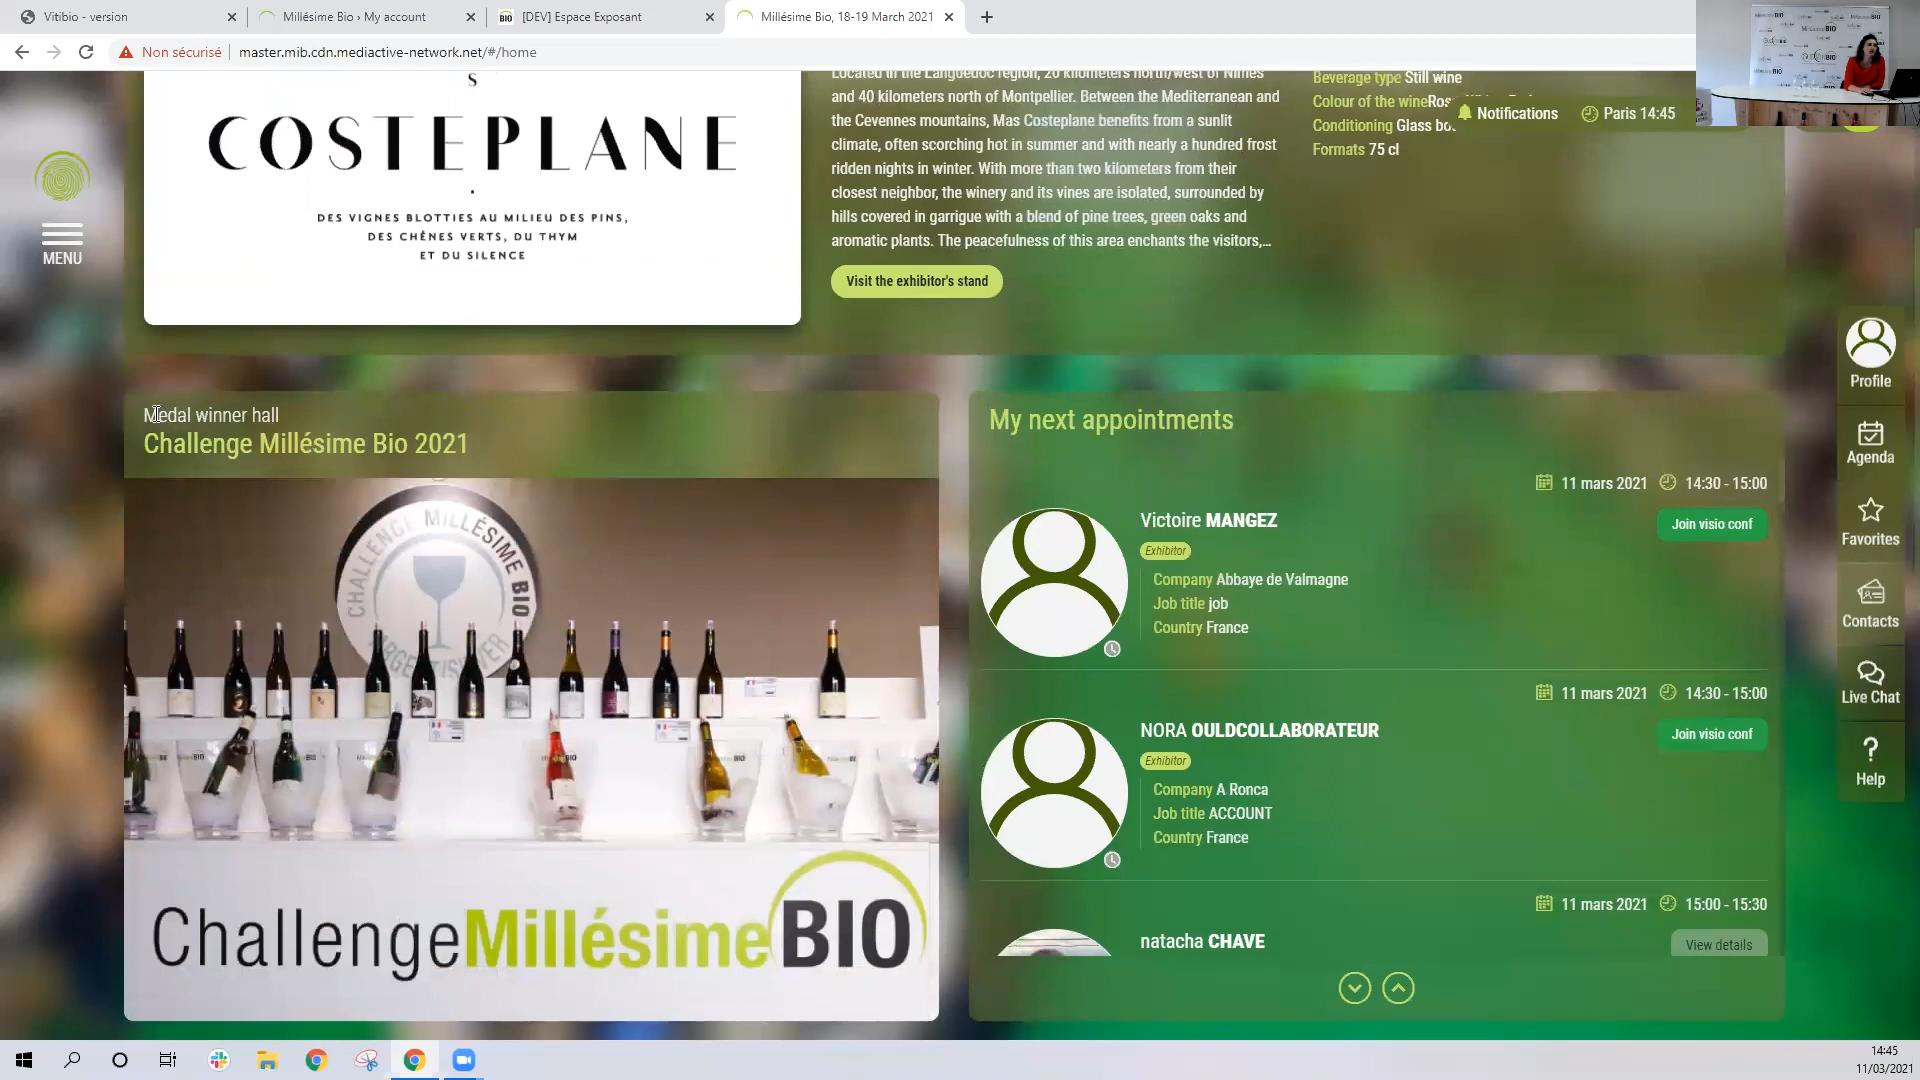 Vitibio - version
Millésime Bio › My account
BIO [DEV] Espace Exposant
Millésime Bio, 18-19 March 2021
Non sécurisé
master.mib.cdn.mediactive-network.net/#/home
S
COSTEPLANE
DES VIGNES BLOTTIES AU MILIEU DES PINS,
DES CHÊNES VERTS, DU THYM
ET DU SILENCE
Located in the Languedoc region, 20 kilometers north/west of Nîmes
and 40 kilometers north of Montpellier. Between the Mediterranean and
the Cevennes mountains, Mas Costeplane benefits from a sunlit
climate, often scorching hot in summer and with nearly a hundred frost
ridden nights in winter. With more than two kilometers from their
closest neighbor, the winery and its vines are isolated, surrounded by
hills covered in garrigue with a blend of pine trees, green oaks and
aromatic plants. The peacefulness of this area enchants the visitors,...
Visit the exhibitor's stand
Beverage type Still wine
Colour of the wine
Conditioning Glass
Formats 75 cl
Notifications
Paris 14:45
MENU
Medal winner hall
Challenge Millésime Bio 2021
CHALLENGE MILLÉSIME BIO
ChallengeMillésimeBIO
My next appointments
11 mars 2021 14:30 - 15:00
Victoire MANGEZ
Join visio conf
Exhibitor
Company Abbaye de Valmagne
Job title job
Country France
11 mars 2021 14:30 - 15:00
NORA OULDCOLLABORATEUR
Join visio conf
Exhibitor
Company A Ronca
Job title ACCOUNT
Country France
11 mars 2021 15:00 - 15:30
natacha CHAVE
View details
Profile
Agenda
Favorites
Contacts
Live Chat
Help
14:45
11/03/2021